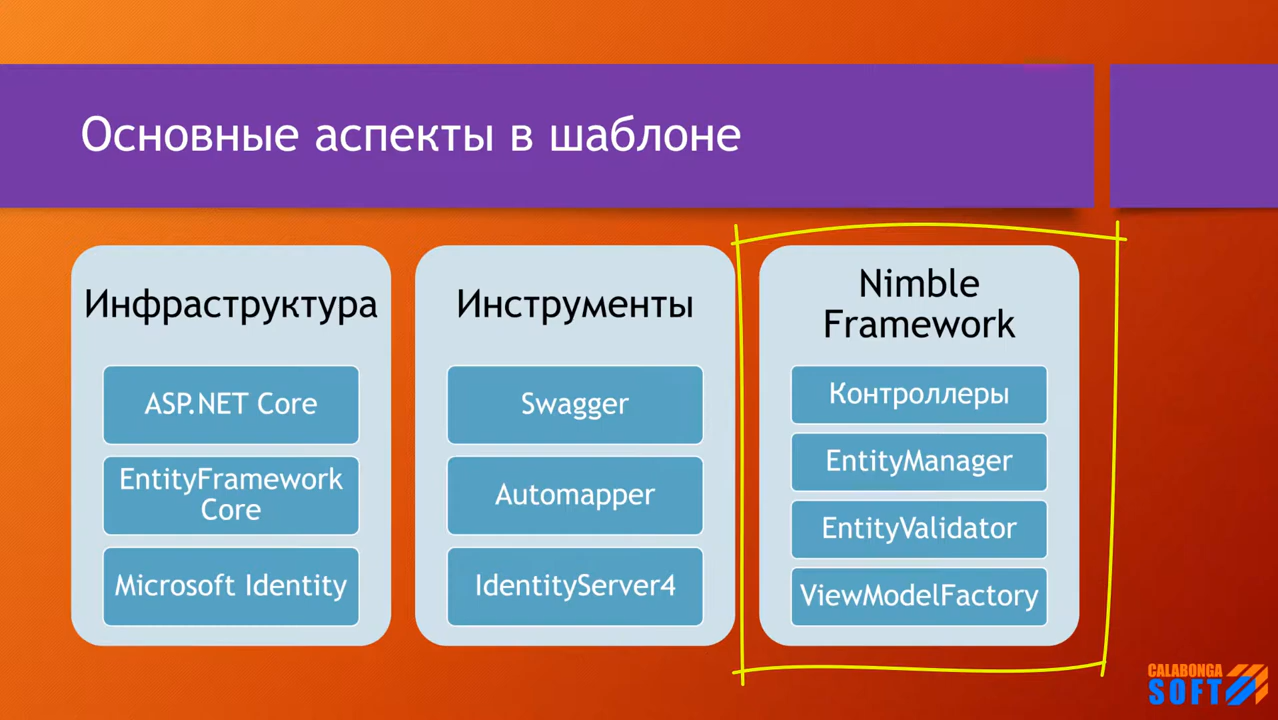 Основные аспекты в шаблоне
Инфраструктура
ASP.NET Core
EntityFramework
Core
Microsoft Identity
Инструменты
Swagger
Automapper
IdentityServer4
Nimble
Framework
Контроллеры
EntityManager
EntityValidator
ViewModelFactory
CALABONGA
SOFT